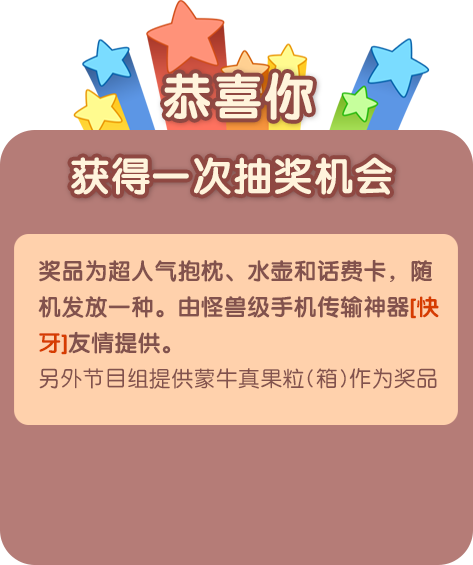 恭喜你
获得一次抽奖机会
奖品为超人气抱枕、水壶和话费卡，随
机发放一种。由怪兽级手机传输神器[快
牙]友情提供。
另外节目组提供蒙牛真果粒(箱)作为奖品